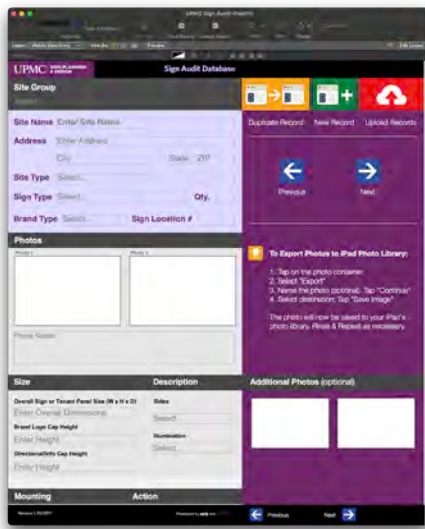 UPMC Sign Audit
Preview
Edit Layout
UPMC
Sign Audit Database
Site Group
Site Name Enter Site Name
Address Enter Address
City State ZIP
Site Type Select...
Sign Type Select... Qty.
Brand Type Select... Sign Location #
Duplicate Record New Record Upload Records
Previous Next
Photos
Photo 1 Photo 2
Photo Notes
To Export Photos to iPad Photo Library:
1. Tap on the photo container
2. Select "Export"
3. Name the photo (optional). Tap "Continue"
4. Select destination; Tap "Save Image"
The photo will now be saved to your iPad's
photo library. Rinse & Repeat as necessary.
Size Description
Overall Sign or Tenant Panel Size (W x H x D) Sides
Enter Overall Dimensions Select...
Brand Logo Cap Height Illumination
Enter Height Select...
Directional/Info Cap Height
Enter Height
Additional Photos (optional)
Mounting Action
Previous Next